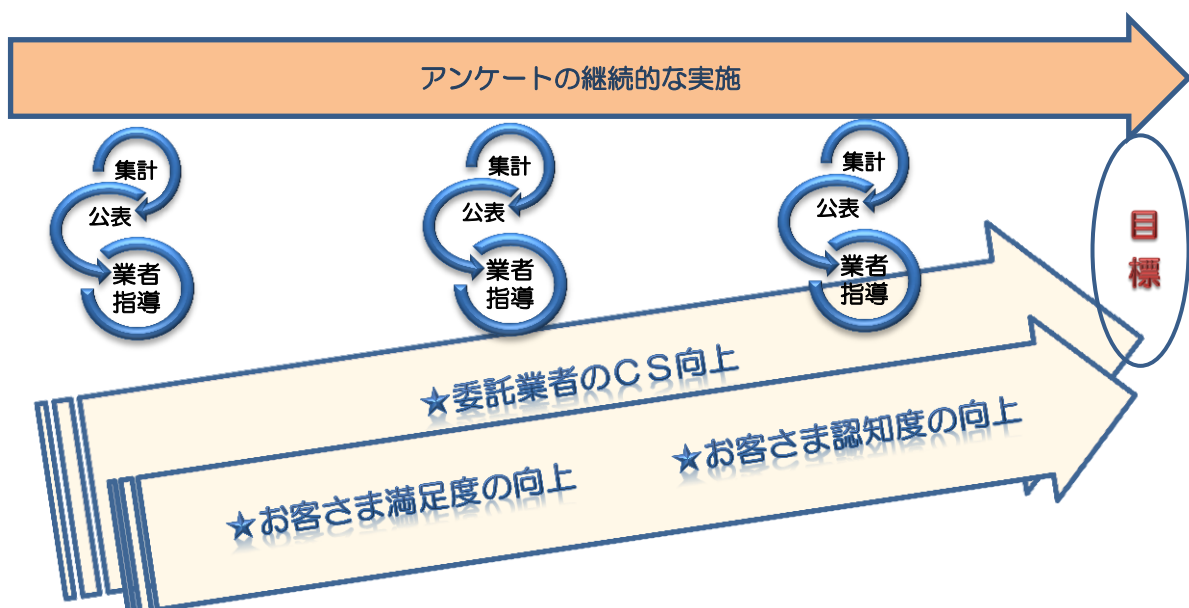 アンケートの継続的な実施
集計
公表
業者
指導
集計
公表
業者
指導
集計
公表
業者
指導
目
標
★委託業者のCS向上
★お客さま満足度の向上
★お客さま認知度の向上